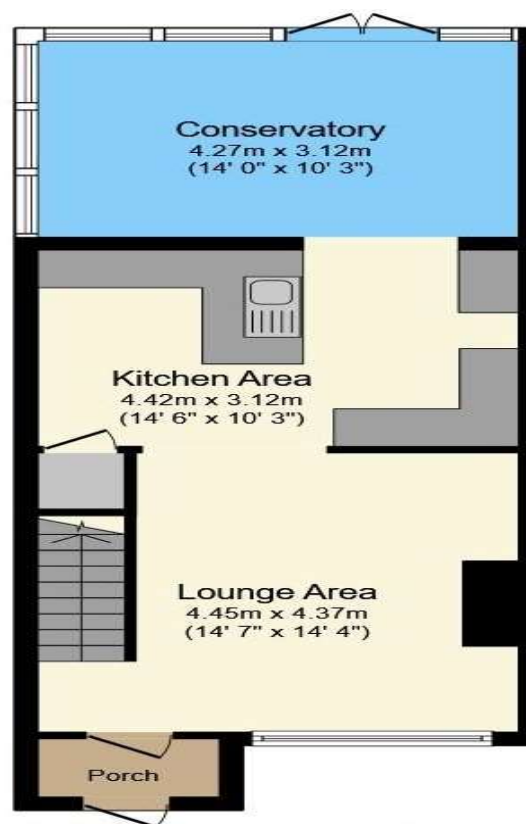 Conservatory
4.27m x 3.12m
(14' 0" x 10' 3")
Kitchen Area
4.42m x 3.12m
(14' 6" x 10' 3")
Lounge Area
4.45m x 4.37m
(14' 7" x 14' 4")
Porch